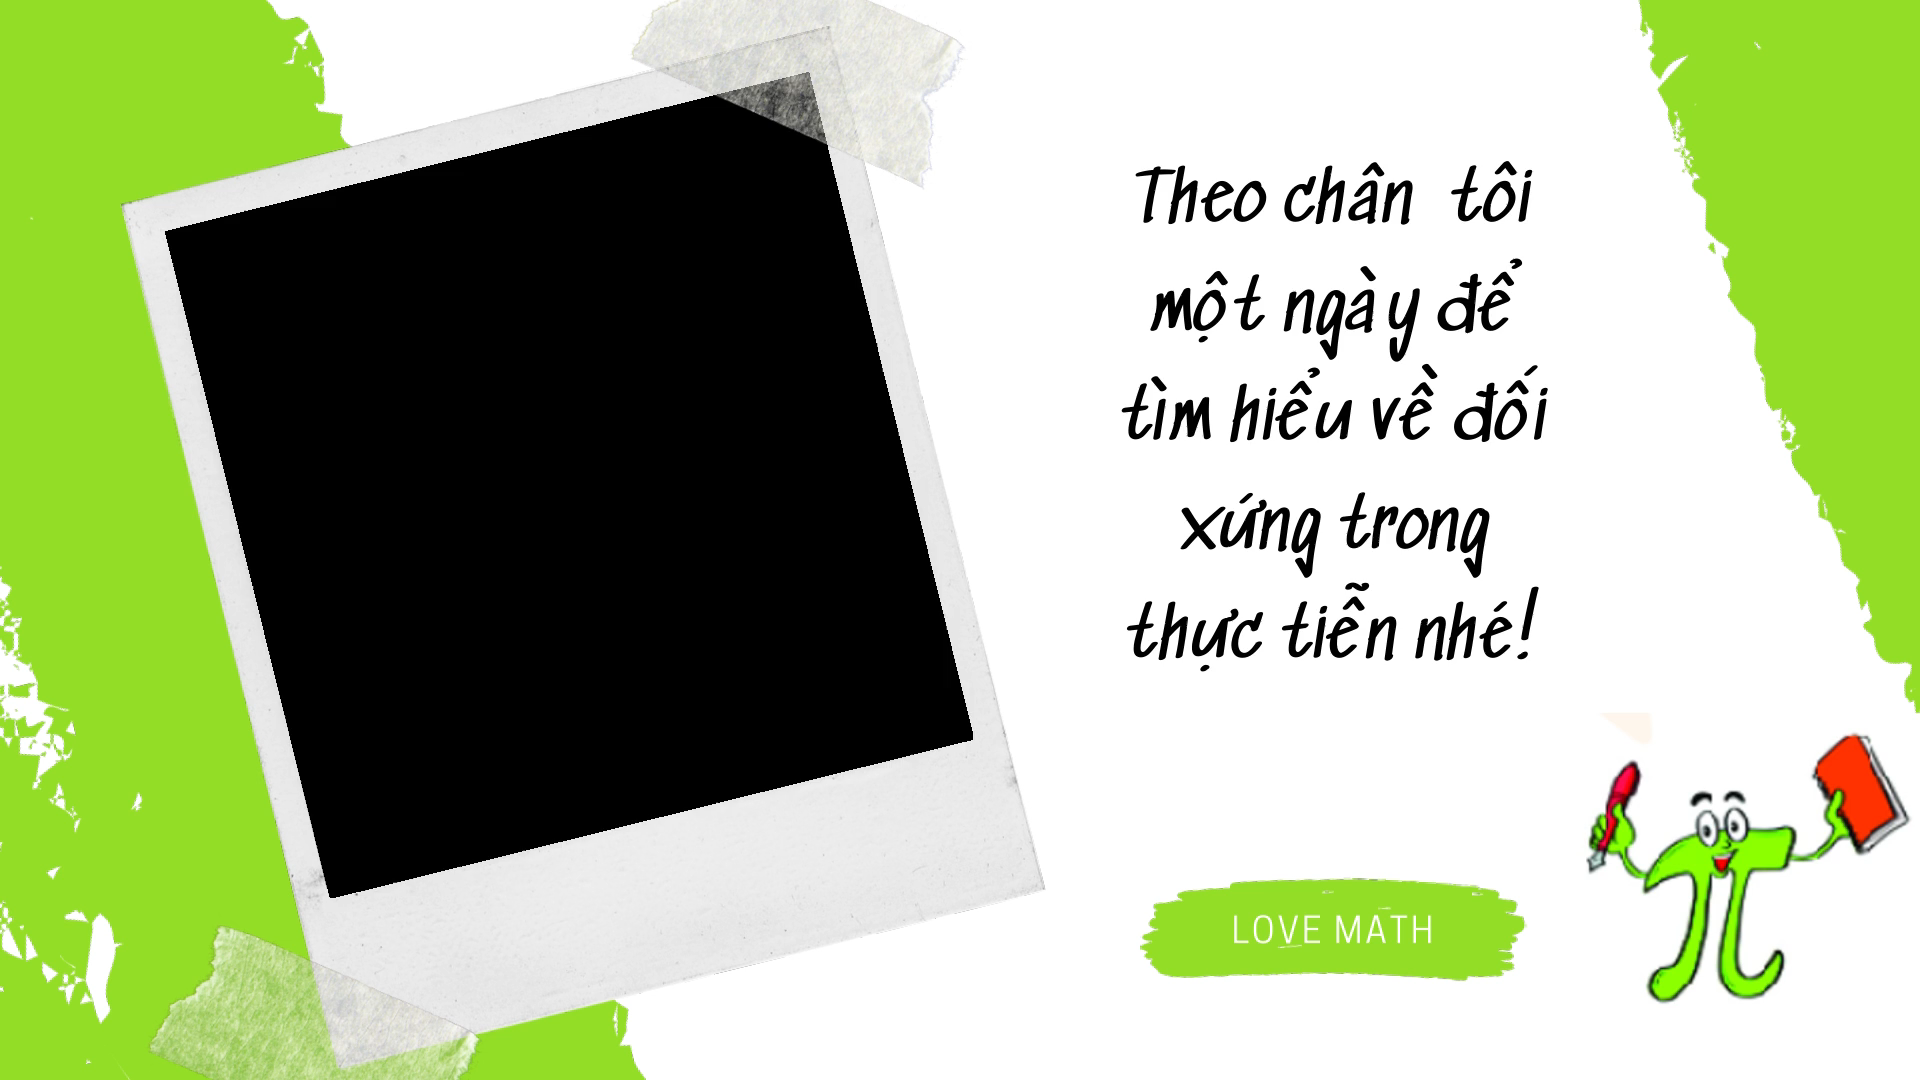 Theo chân tôi
một ngày để
tìm hiểu về đối
xứng trong
thực tiễn nhé!
LOVE MATH